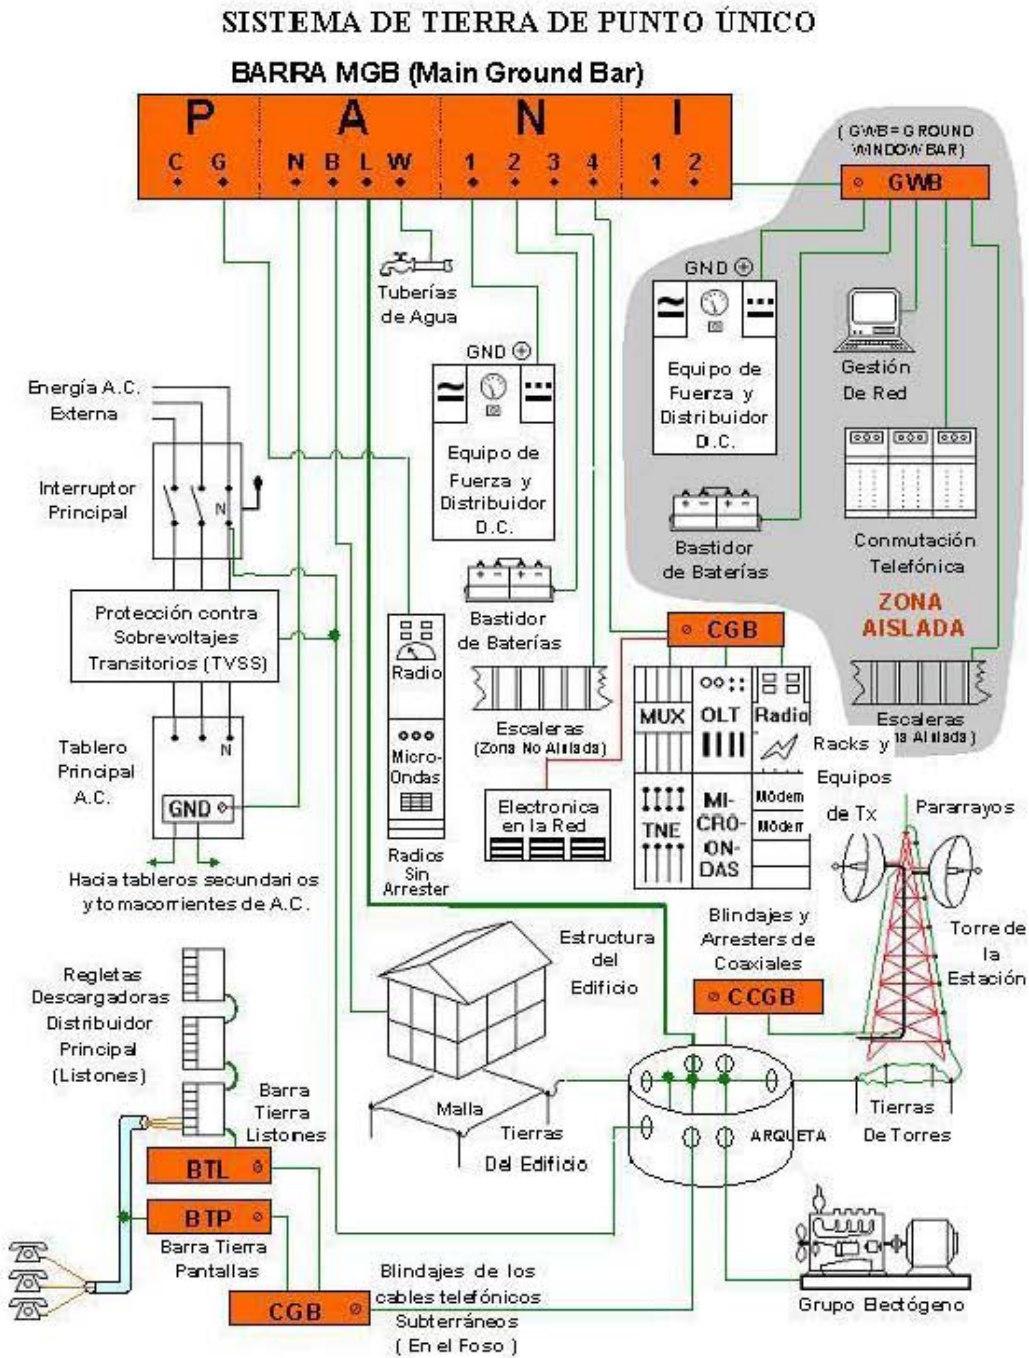 SISTEMA DE TIERRA DE PUNTO ÚNICO
BARRA MGB (Main Ground Bar)
P A N I
C G N B L W 1 2 3 4 1 2
( GWB = GROUND
WINDOW BAR)
GWB
Tuberías
de Agua
GND
Equipo de
Fuerza y
Distribuidor
D.C.
Gestión
De Red
GND
Equipo de
Fuerza y
Distribuidor
D.C.
Energía A.C.
Externa
Interruptor
Principal
N
Bastidor
de Baterías
Conmutación
Telefónica
ZONA
AISLADA
Protección contra
Sobrevoltajes
Transitorios (TVSS)
Bastidor
de Baterías
CGB
Radio
Escaleras
(Zona No Aislada)
Escaleras
na Aislada )
MUX
OLT
Radio
Racks y
Equipos
de Tx
Tablero
Principal
A.C.
N
GND
Micro-
Ondas
Electronica
en la Red
TNE
MI-
CRO-
ON-
DAS
Módem
Módem
Pararrayos
Radios
Sin
Arrester
Hacia tableros secundarios
y tomacorrientes de A.C.
Blindajes y
Arresters de
Coaxiales
CCGB
Torre de
la
Estación
Estructura
del
Edificio
Regletas
Descargadoras
Distribuidor
Principal
(Listones)
Barra
Tierra
Listones
Malla
Tierras
Del Edificio
ARQUETA
Tierras
De Torres
BTL
BTP
Barra Tierra
Pantallas
CGB
Blindajes de los
cables telefónicos
Subterráneos
( En el Foso )
Grupo Electógeno